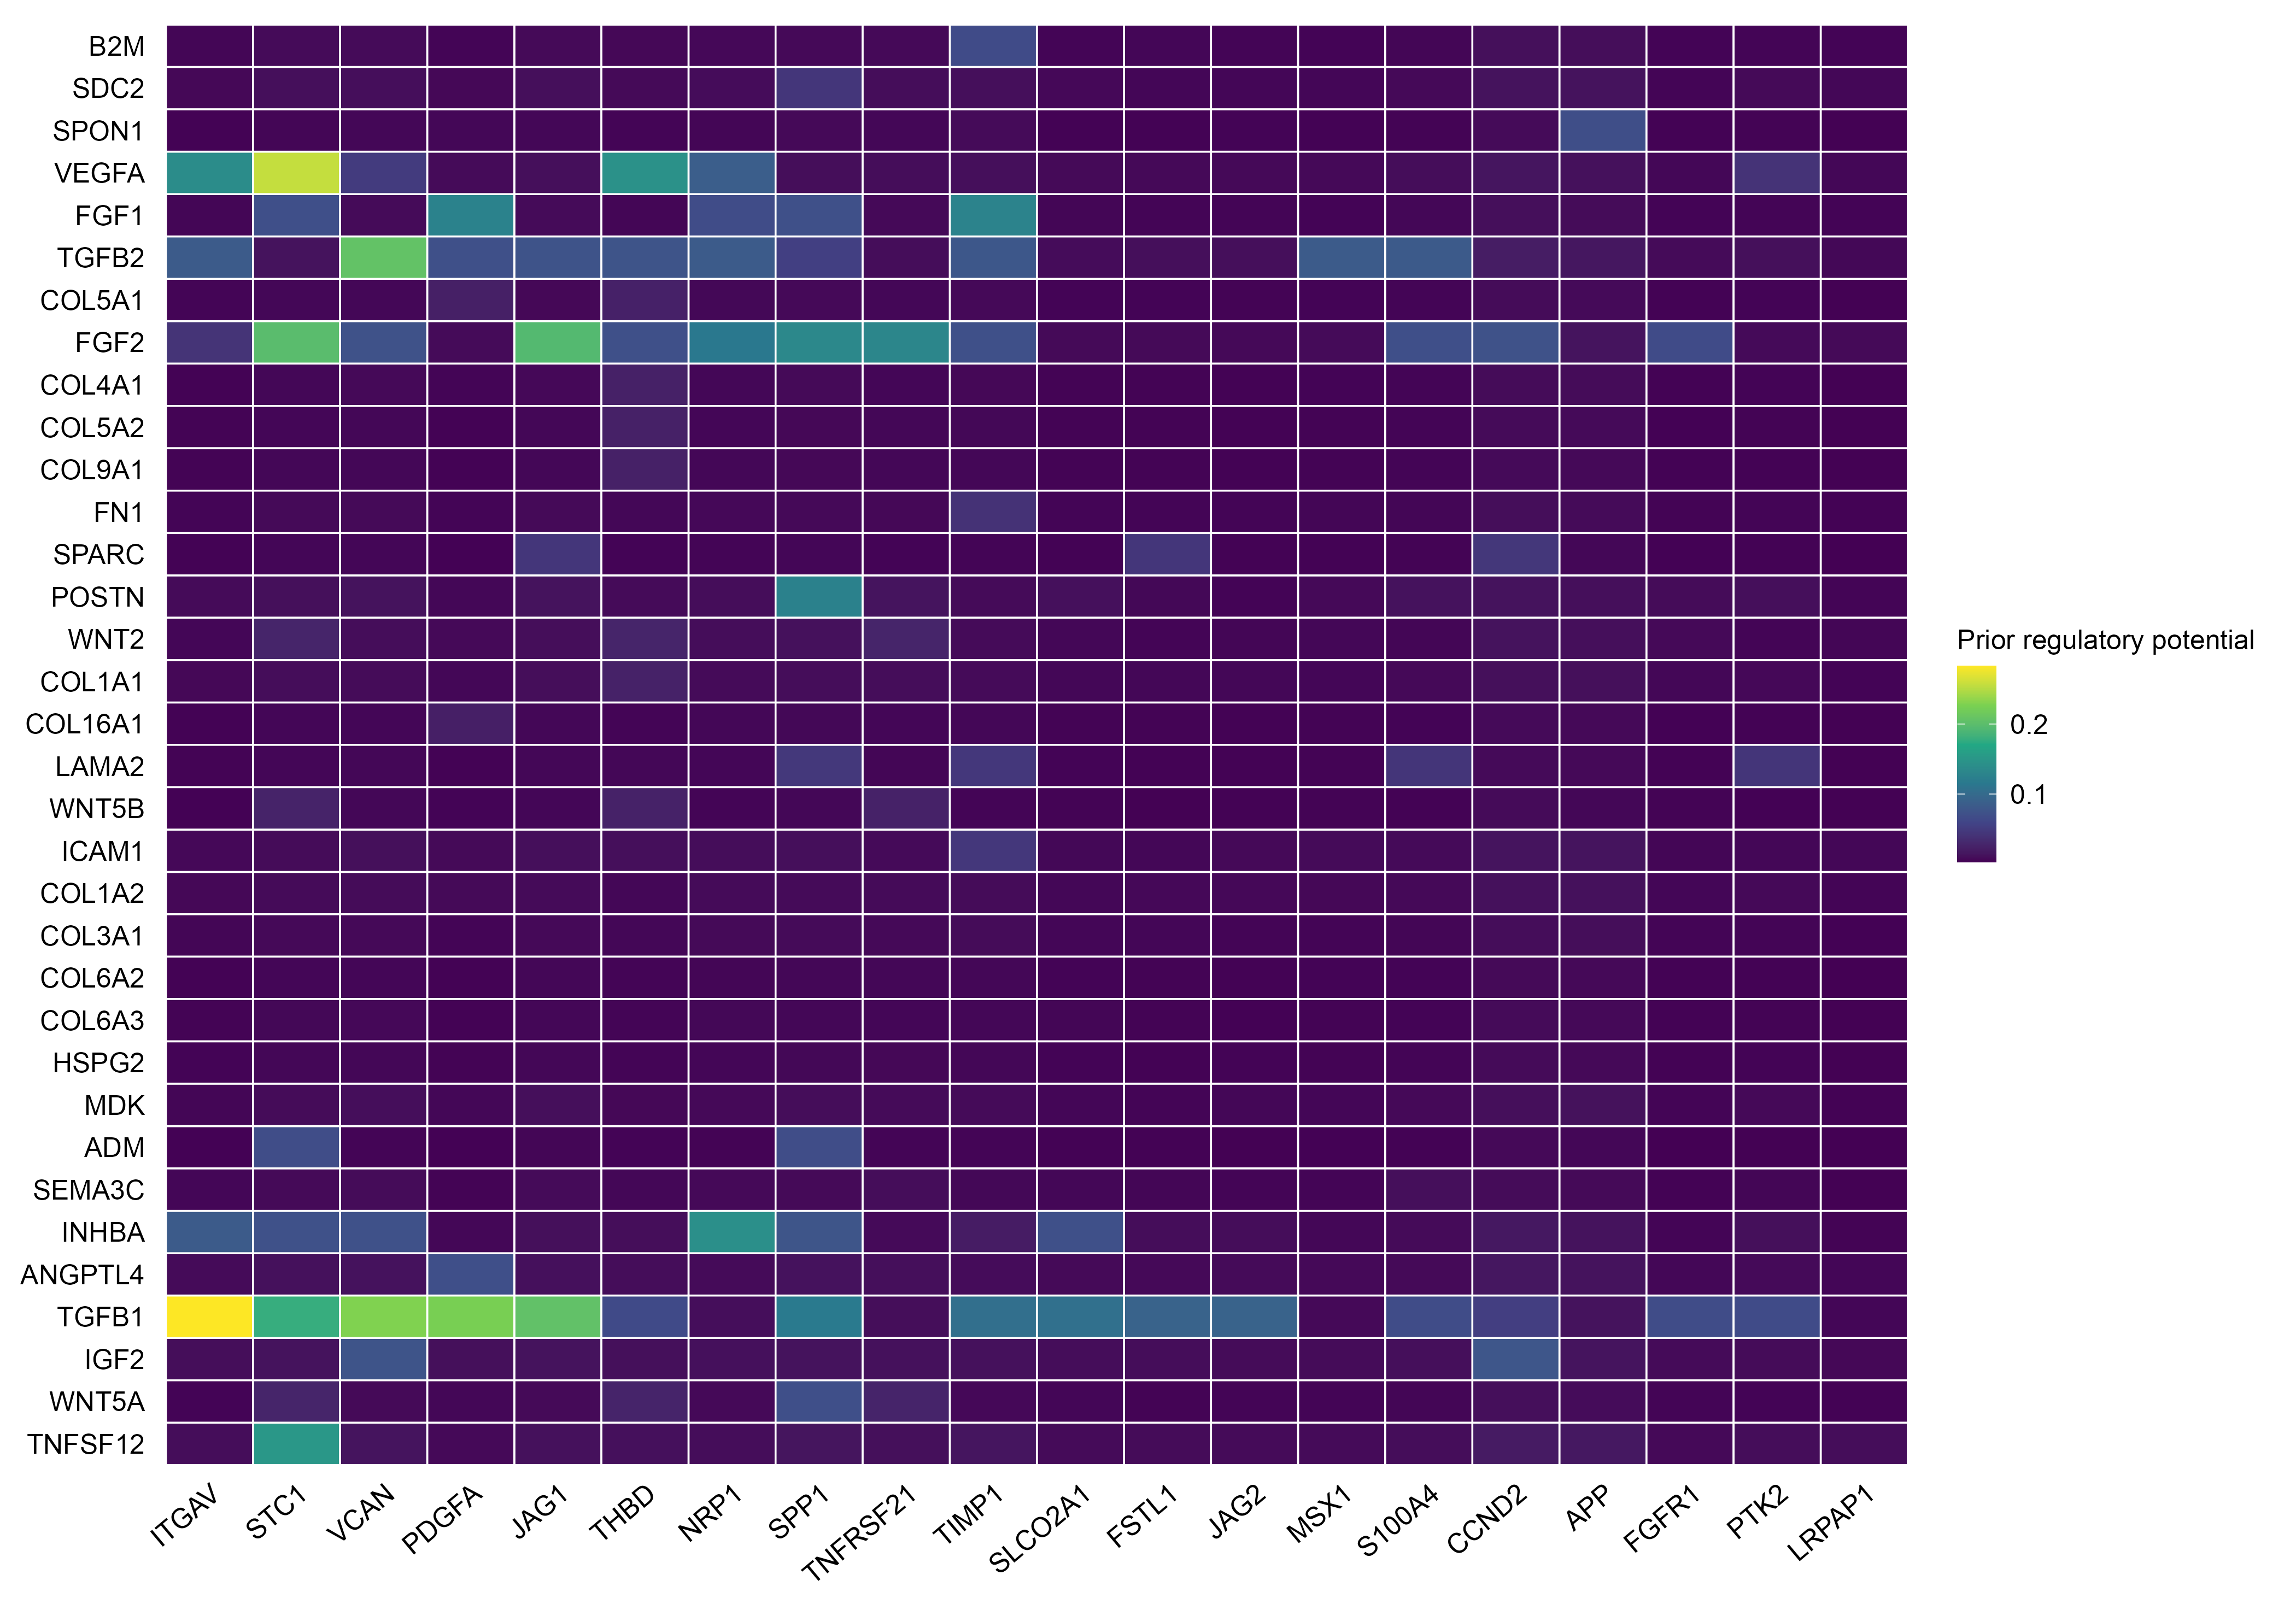 B2M
SDC2
SPON1
VEGFA
FGF1
TGFB2
COL5A1
FGF2
COL4A1
COL5A2
COL9A1
FN1
SPARC
POSTN
WNT2
COL1A1
COL16A1
LAMA2
WNT5B
ICAM1
COL1A2
COL3A1
COL6A2
COL6A3
HSPG2
MDK
ADM
SEMA3C
INHBA
ANGPTL4
TGFB1
IGF2
WNT5A
TNFSF12
ITGAV
STC1
VCAN
PDGFA
JAG1
THBD
NRP1
SPP1
TNFRSF21
TIMP1
SLCO2A1
FSTL1
JAG2
MSX1
S100A4
CCND2
APP
FGFR1
PTK2
LRPAP1
Prior regulatory potential
0.2
0.1